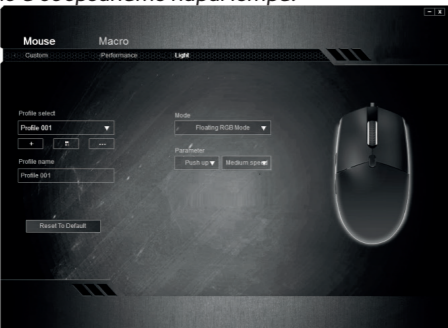 Mouse Macro
Custom Performance Light
Profile select
Profile 001
+ ...
Profile name
Profile 001
Reset To Default
Mode
Floating RGB Mode
Parameter
Push up Medium speed